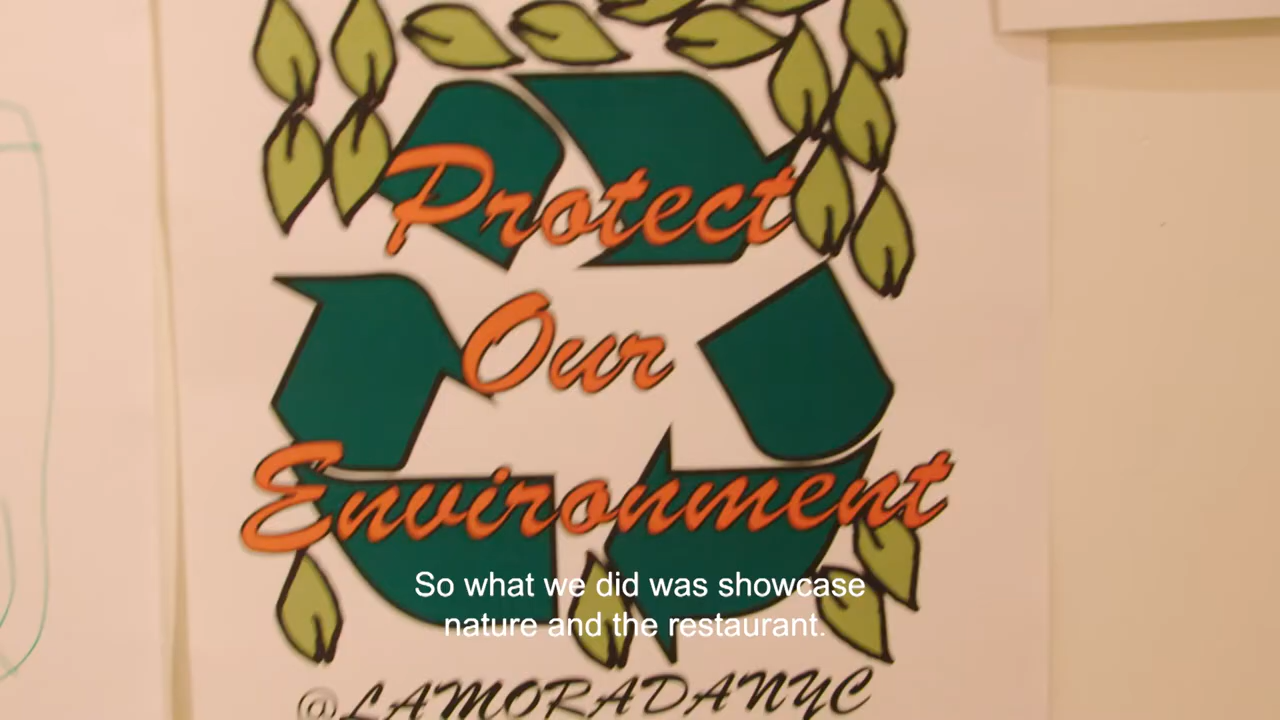 Protect
Our
Environment
So what we did was showcase
nature and the restaurant.
@LAMORADANYC